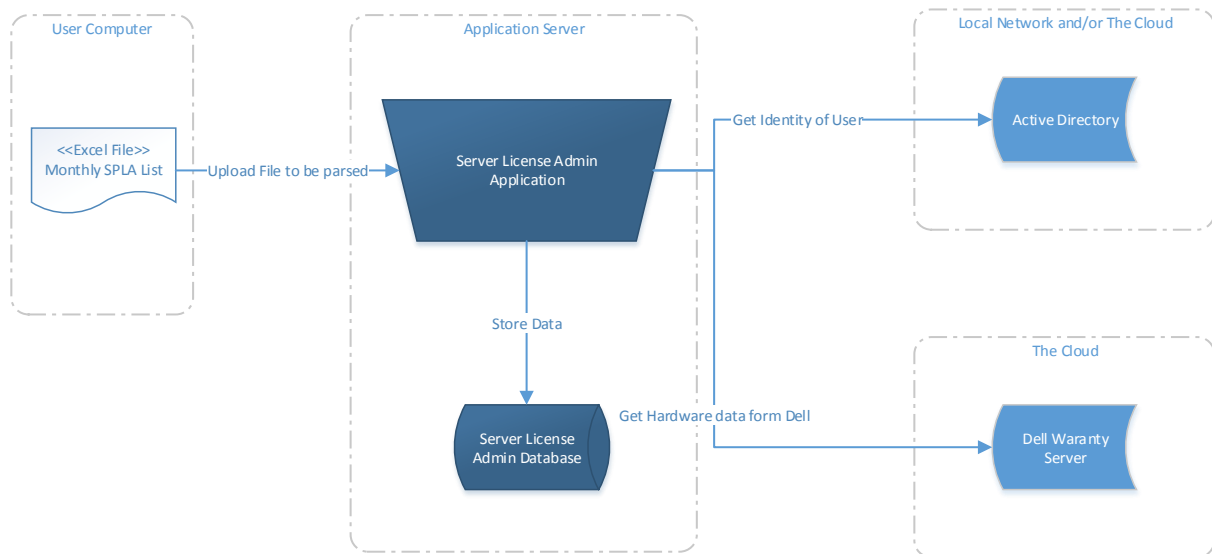 User Computer
<<Excel File>>
Monthly SPLA List
Upload File to be parsed
Application Server
Server License Admin
Application
Store Data
Server License
Admin Database
Local Network and/or The Cloud
Get Identity of User
Active Directory
The Cloud
Get Hardware data form Dell
Dell Waranty
Server